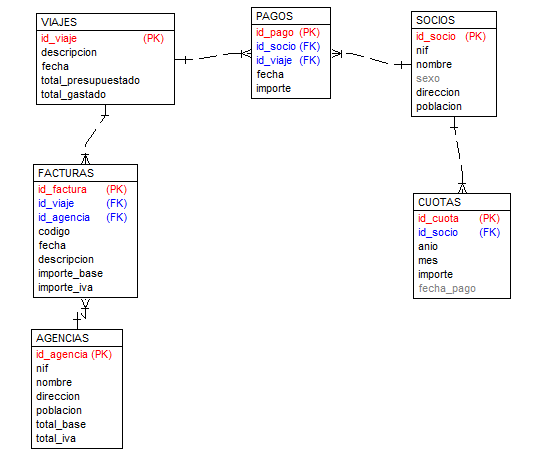 VIAJES
id_viaje (PK)
descripcion
fecha
total_presupuestado
total_gastado
PAGOS
id_pago (PK)
id_socio (FK)
id_viaje (FK)
fecha
importe
SOCIOS
id_socio (PK)
nif
nombre
sexo
direccion
poblacion
FACTURAS
id_factura (PK)
id_viaje (FK)
id_agencia (FK)
codigo
fecha
descripcion
importe_base
importe_iva
CUOTAS
id_cuota (PK)
id_socio (FK)
anio
mes
importe
fecha_pago
AGENCIAS
id_agencia (PK)
nif
nombre
direccion
poblacion
total_base
total_iva